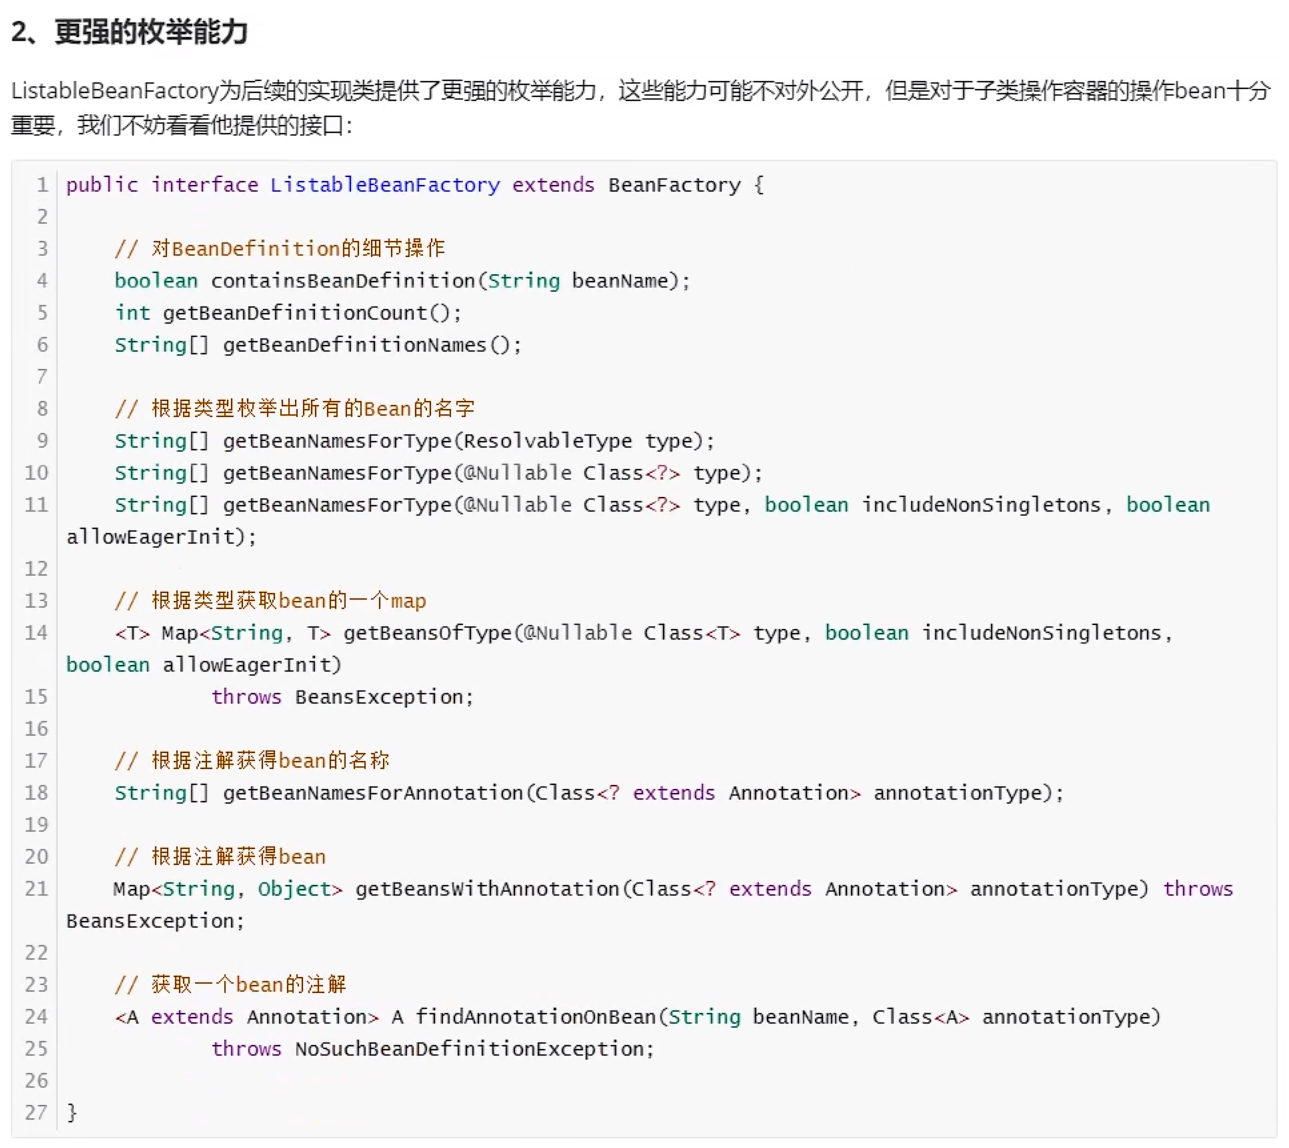 2、更强的枚举能力
ListableBeanFactory为后续的实现类提供了更强的枚举能力，这些能力可能不对外公开，但是对于子类操作容器的操作bean十分
重要，我们不妨看看他提供的接口：
1 public interface ListableBeanFactory extends BeanFactory {
2
3     // 对BeanDefinition的细节操作
4     boolean containsBeanDefinition(String beanName);
5     int getBeanDefinitionCount();
6     String[] getBeanDefinitionNames();
7
8     // 根据类型枚举出所有的Bean的名字
9     String[] getBeanNamesForType(ResolvableType type);
10     String[] getBeanNamesForType(@Nullable Class<?> type);
11     String[] getBeanNamesForType(@Nullable Class<?> type, boolean includeNonSingletons, boolean
allowEagerInit);
12
13     // 根据类型获取bean的一个map
14     <T> Map<String, T> getBeansOfType(@Nullable Class<T> type, boolean includeNonSingletons,
boolean allowEagerInit)
15             throws BeansException;
16
17     // 根据注解获得bean的名称
18     String[] getBeanNamesForAnnotation(Class<? extends Annotation> annotationType);
19
20     // 根据注解获得bean
21     Map<String, Object> getBeansWithAnnotation(Class<? extends Annotation> annotationType) throws
BeansException;
22
23     // 获取一个bean的注解
24     <A extends Annotation> A findAnnotationOnBean(String beanName, Class<A> annotationType)
25             throws NoSuchBeanDefinitionException;
26
27 }